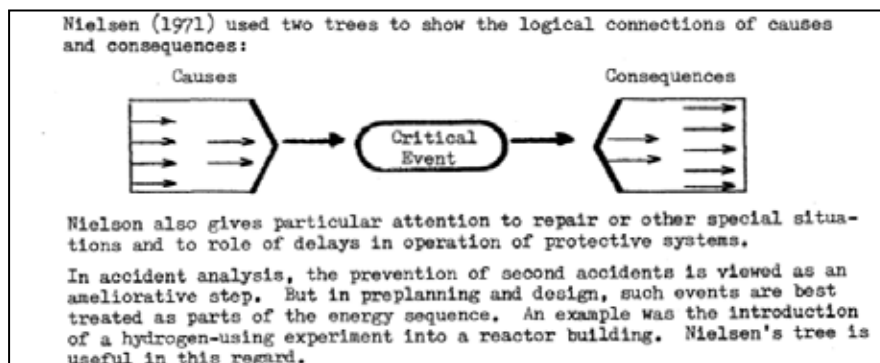 Nielsen (1971) used two trees to show the logical connections of causes
and consequences:
Causes
Consequences
Critical
Event
Nielson also gives particular attention to repair or other special situa-
tions and to role of delays in operation of protective systems.
In accident analysis, the prevention of second accidents is viewed as an
ameliorative step. But in preplanning and design, such events are best
treated as parts of the energy sequence. An example was the introduction
of a hydrogen-using experiment into a reactor building. Nielsen's tree is
useful in this regard.